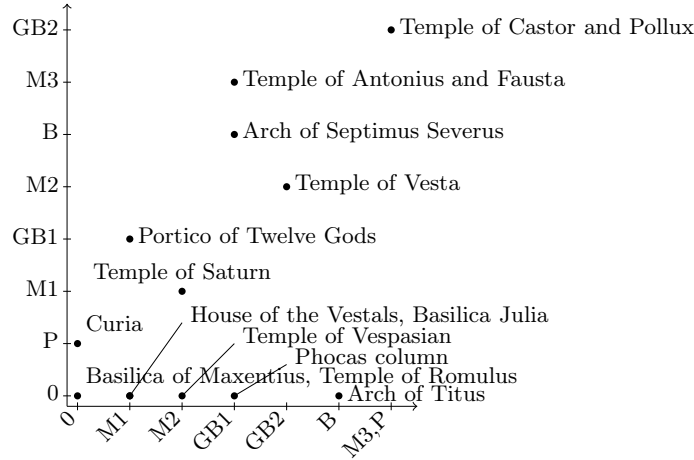 GB2
Temple of Castor and Pollux
M3
Temple of Antonius and Fausta
B
Arch of Septimus Severus
M2
Temple of Vesta
GB1
Portico of Twelve Gods
Temple of Saturn
M1
House of the Vestals, Basilica Julia
Curia
Temple of Vespasian
P
Phocas column
Basilica of Maxentius, Temple of Romulus
0
Arch of Titus
0
M1
M2
GB1
GB2
B
M3,P